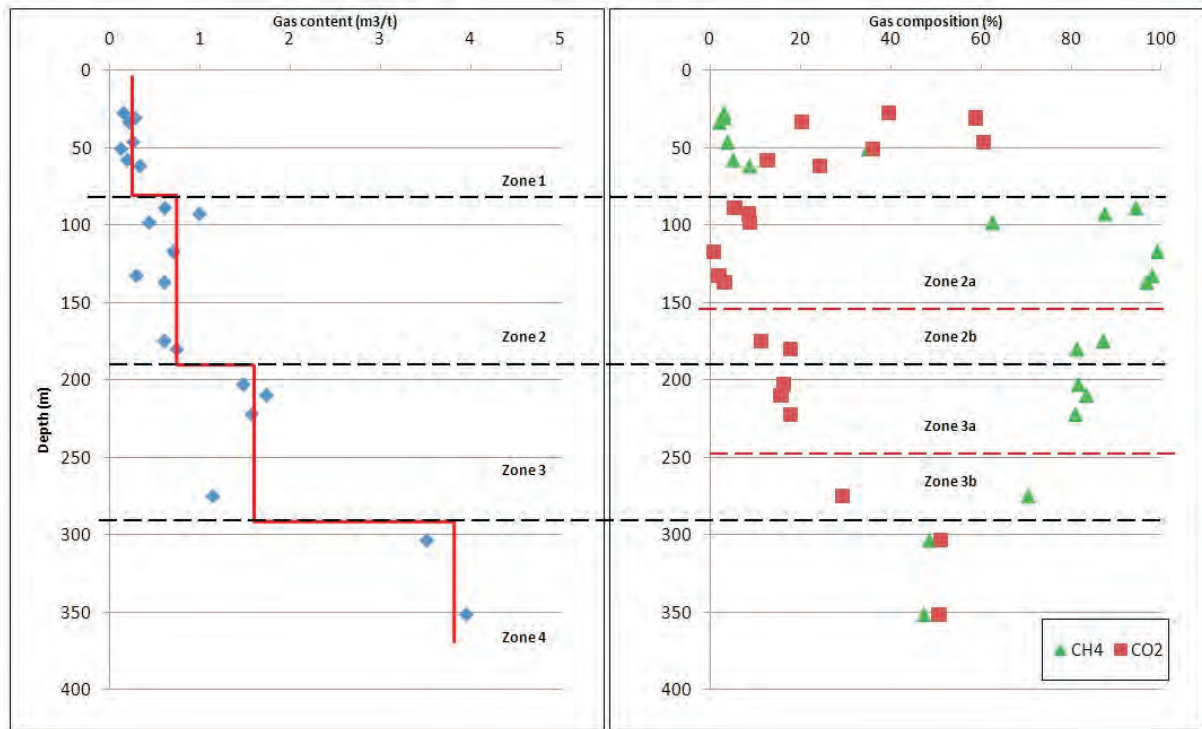 Gas content (m3/t)
0 1 2 3 4 5
0
50
100
150
200
250
300
350
400
Depth (m)
Zone 1
Zone 2
Zone 3
Zone 4
Gas composition (%)
0 20 40 60 80 100
0
50
100
150
200
250
300
350
400
Zone 2a
Zone 2b
Zone 3a
Zone 3b
CH4 CO2